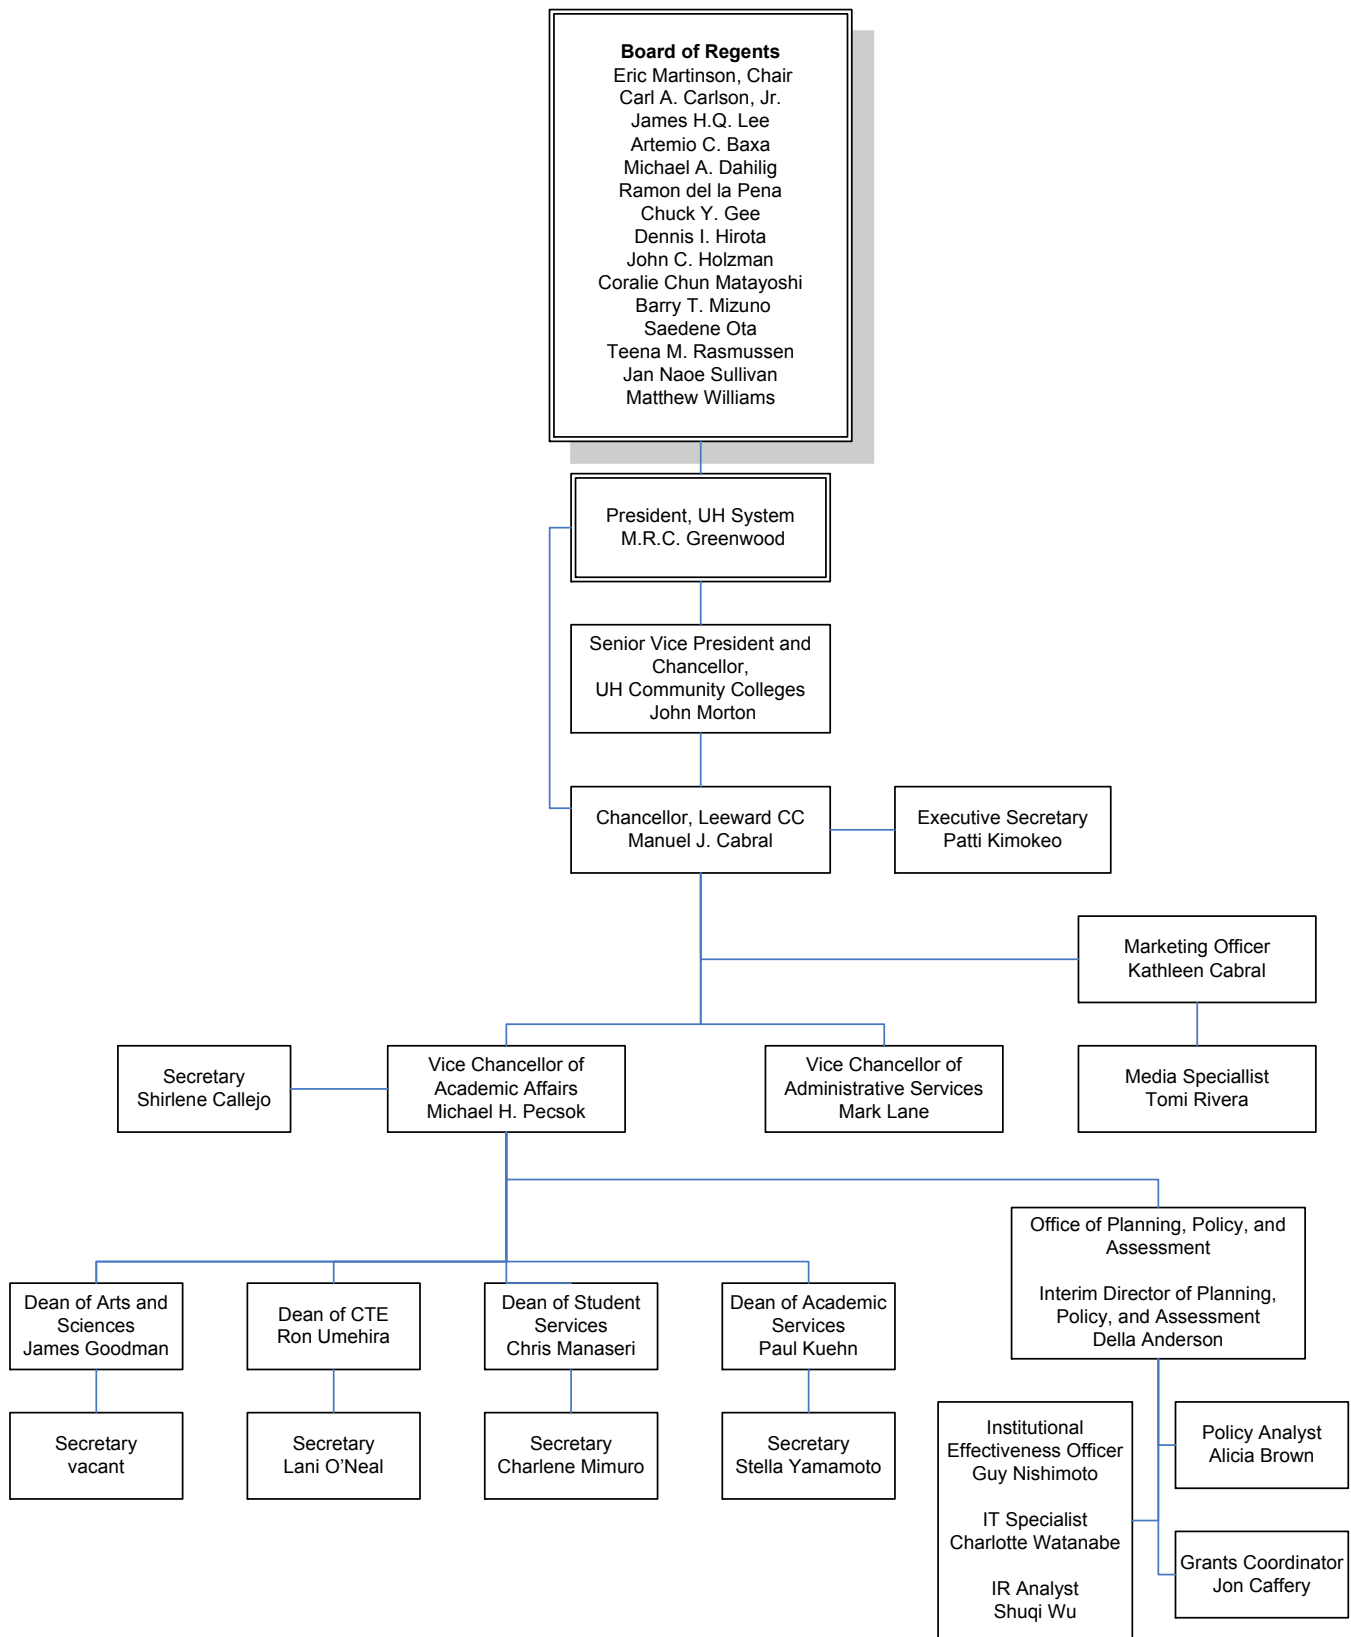 Board of Regents
Eric Martinson, Chair
Carl A. Carlson, Jr.
James H.Q. Lee
Artemio C. Baxa
Michael A. Dahilig
Ramon del la Pena
Chuck Y. Gee
Dennis I. Hirota
John C. Holzman
Coralie Chun Matayoshi
Barry T. Mizuno
Saedene Ota
Teena M. Rasmussen
Jan Naoe Sullivan
Matthew Williams
President, UH System
M.R.C. Greenwood
Senior Vice President and
Chancellor,
UH Community Colleges
John Morton
Chancellor, Leeward CC
Manuel J. Cabral
Executive Secretary
Patti Kimokeo
Marketing Officer
Kathleen Cabral
Secretary
Shirlene Callejo
Vice Chancellor of
Academic Affairs
Michael H. Pecsok
Vice Chancellor of
Administrative Services
Mark Lane
Media Speciallist
Tomi Rivera
Office of Planning, Policy, and
Assessment
Interim Director of Planning,
Policy, and Assessment
Della Anderson
Dean of Arts and
Sciences
James Goodman
Dean of CTE
Ron Umehira
Dean of Student
Services
Chris Manaseri
Dean of Academic
Services
Paul Kuehn
Secretary
vacant
Secretary
Lani O’Neal
Secretary
Charlene Mimuro
Secretary
Stella Yamamoto
Institutional
Effectiveness Officer
Guy Nishimoto
IT Specialist
Charlotte Watanabe
IR Analyst
Shuqi Wu
Policy Analyst
Alicia Brown
Grants Coordinator
Jon Caffery